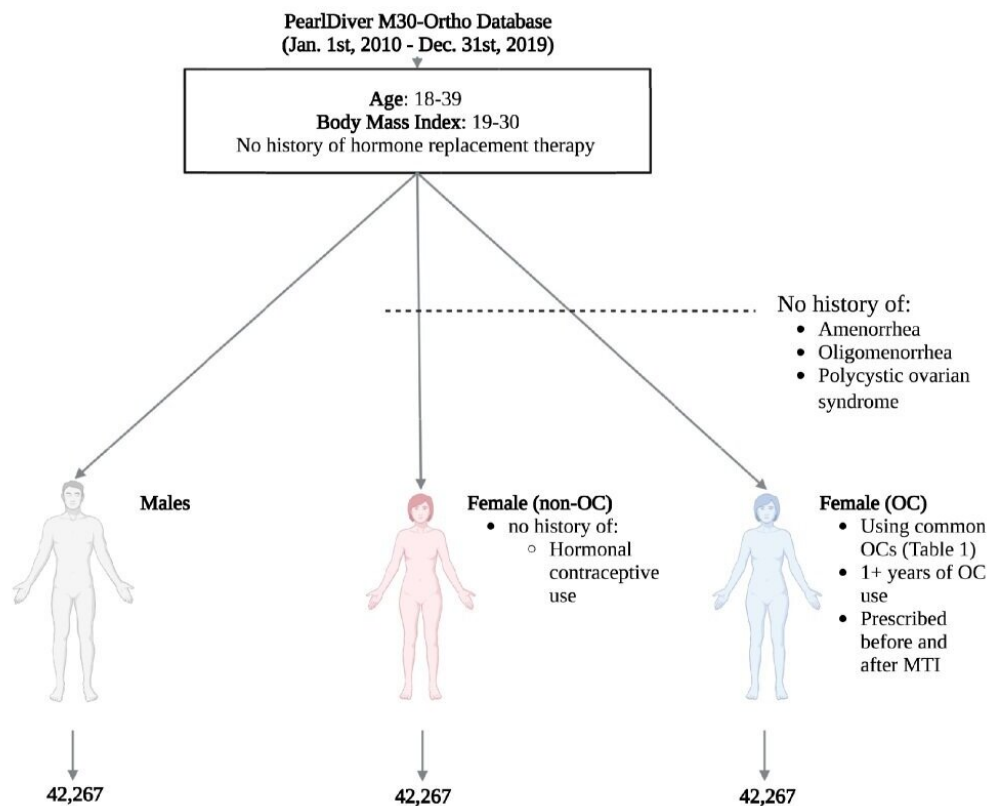 PearlDiver M30-Ortho Database
(Jan. 1st, 2010 - Dec. 31st, 2019)
Age: 18-39
Body Mass Index: 19-30
No history of hormone replacement therapy
No history of:
• Amenorrhea
• Oligomenorrhea
• Polycystic ovarian
syndrome
Males
Female (non-OC)
• no history of:
○ Hormonal
contraceptive
use
Female (OC)
• Using common
OCs (Table 1)
• 1+ years of OC
use
• Prescribed
before and
after MTI
42,267
42,267
42,267